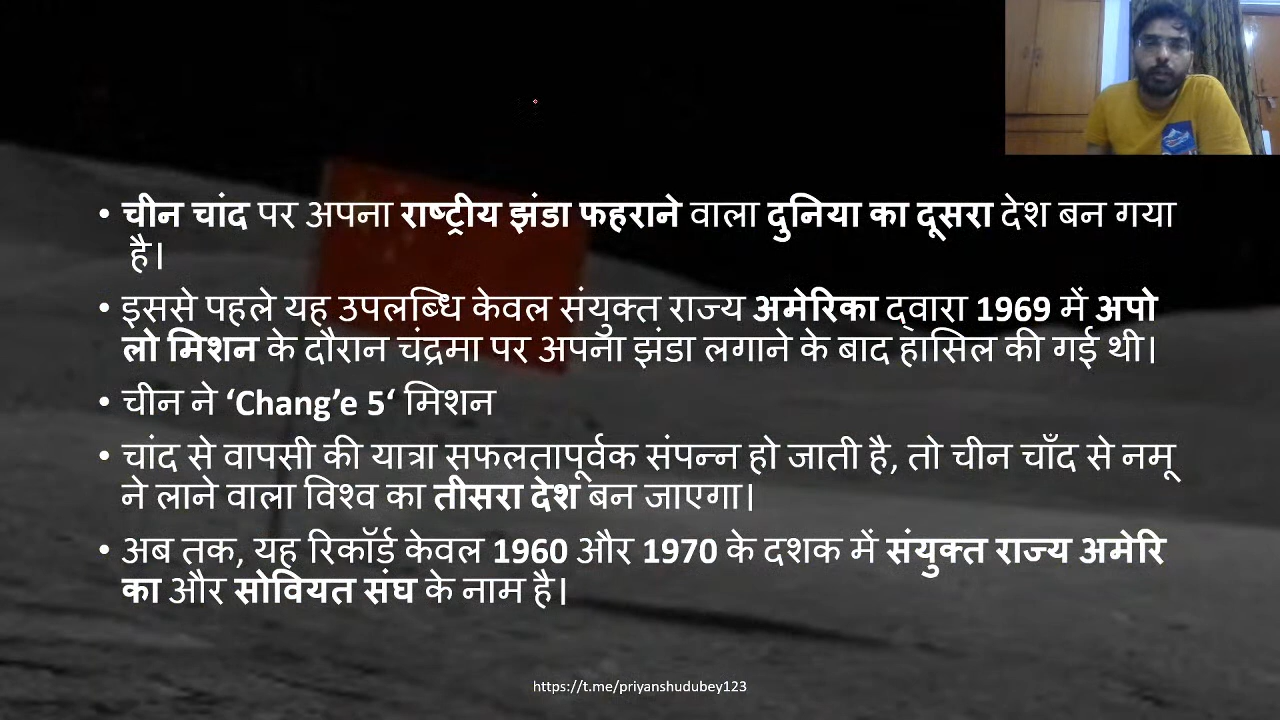 • चीन चांद पर अपना राष्ट्रीय झंडा फहराने वाला दुनिया का दूसरा देश बन गया
है।
• इससे पहले यह उपलब्धि केवल संयुक्त राज्य अमेरिका द्वारा 1969 में अपो
लो मिशन के दौरान चंद्रमा पर अपना झंडा लगाने के बाद हासिल की गई थी।
• चीन ने ‘Chang’e 5‘ मिशन
• चांद से वापसी की यात्रा सफलतापूर्वक संपन्न हो जाती है, तो चीन चाँद से नमू
ने लाने वाला विश्व का तीसरा देश बन जाएगा।
• अब तक, यह रिकॉर्ड केवल 1960 और 1970 के दशक में संयुक्त राज्य अमेरि
का और सोवियत संघ के नाम है।
https://t.me/priyanshudubey123